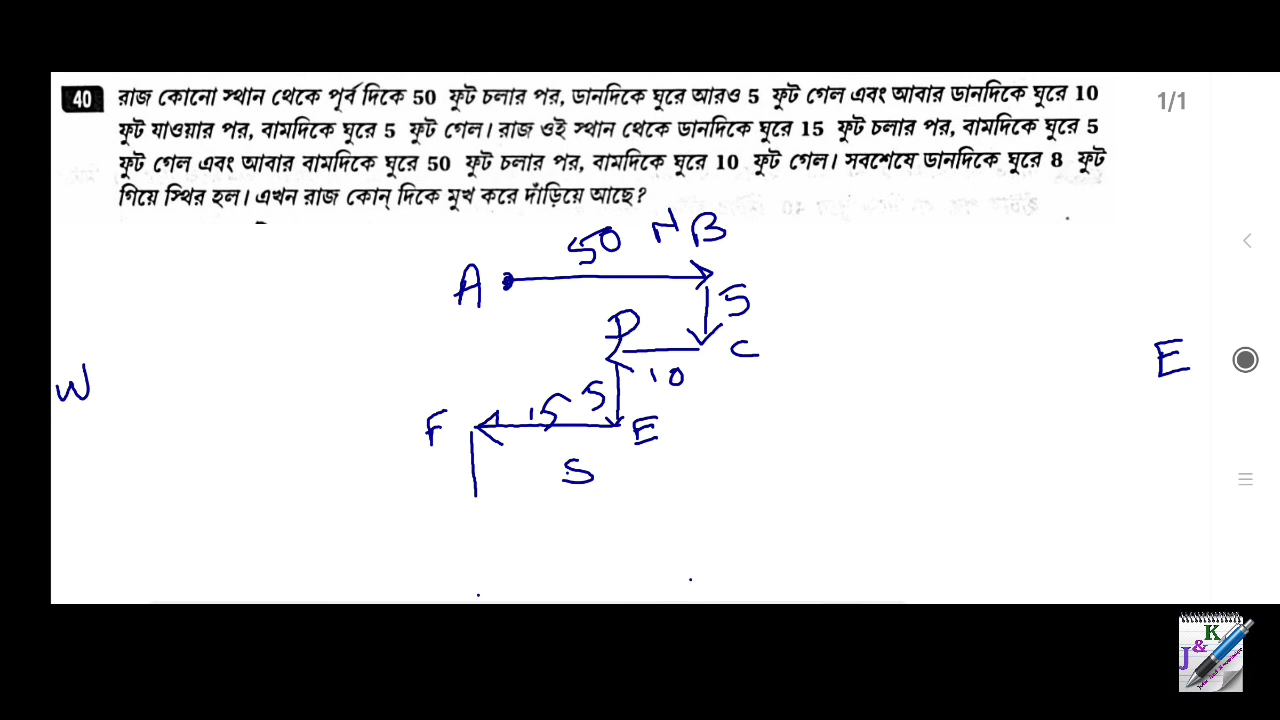 40 রাজ কোনো স্থান থেকে পূর্ব দিকে 50 ফুট চলার পর, ডানদিকে ঘুরে আরও 5 ফুট গেল এবং আবার ডানদিকে ঘুরে 10
1/1
ফুট যাওয়ার পর, বামদিকে ঘুরে 5 ফুট গেল। রাজ ওই স্থান থেকে ডানদিকে ঘুরে 15 ফুট চলার পর, বামদিকে ঘুরে 5
ফুট গেল এবং আবার বামদিকে ঘুরে 50 ফুট চলার পর, বামদিকে ঘুরে 10 ফুট গেল। সবশেষে ডানদিকে ঘুরে 8 ফুট
গিয়ে স্থির হল। এখন রাজ কোন্ দিকে মুখ করে দাঁড়িয়ে আছে?
50 N B
A
5
D
C
10
W
E
5
15
F
E
S
J & K